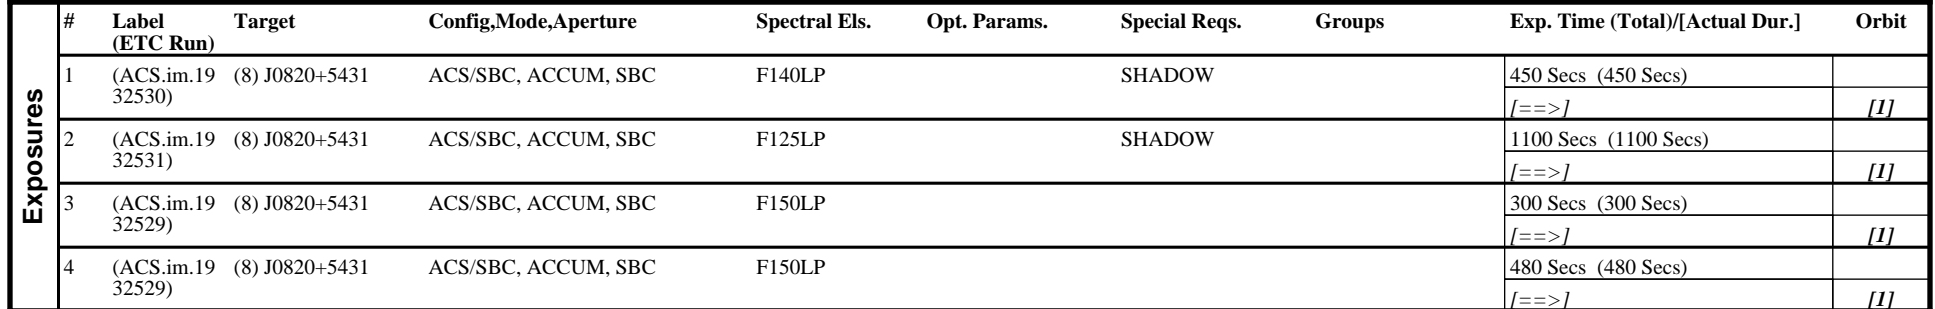 # Label Target Config,Mode,Aperture Spectral Els. Opt. Params. Special Reqs. Groups Exp. Time (Total)/[Actual Dur.] Orbit
(ETC Run)
Exposures
1 (ACS.im.19 (8) J0820+5431 ACS/SBC, ACCUM, SBC F140LP SHADOW 450 Secs (450 Secs)
32530)
[==>] [1]
2 (ACS.im.19 (8) J0820+5431 ACS/SBC, ACCUM, SBC F125LP SHADOW 1100 Secs (1100 Secs)
32531)
[==>] [1]
3 (ACS.im.19 (8) J0820+5431 ACS/SBC, ACCUM, SBC F150LP 300 Secs (300 Secs)
32529)
[==>] [1]
4 (ACS.im.19 (8) J0820+5431 ACS/SBC, ACCUM, SBC F150LP 480 Secs (480 Secs)
32529)
[==>] [1]